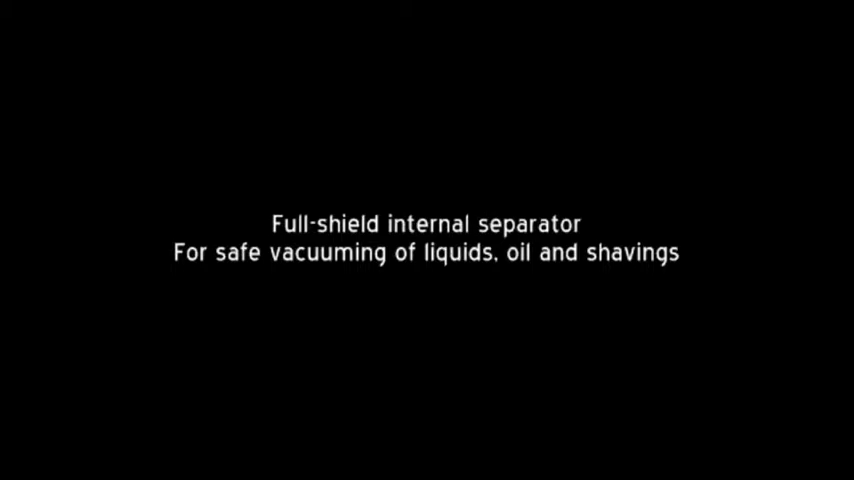 Full-shield internal separator
For safe vacuuming of liquids, oil and shavings